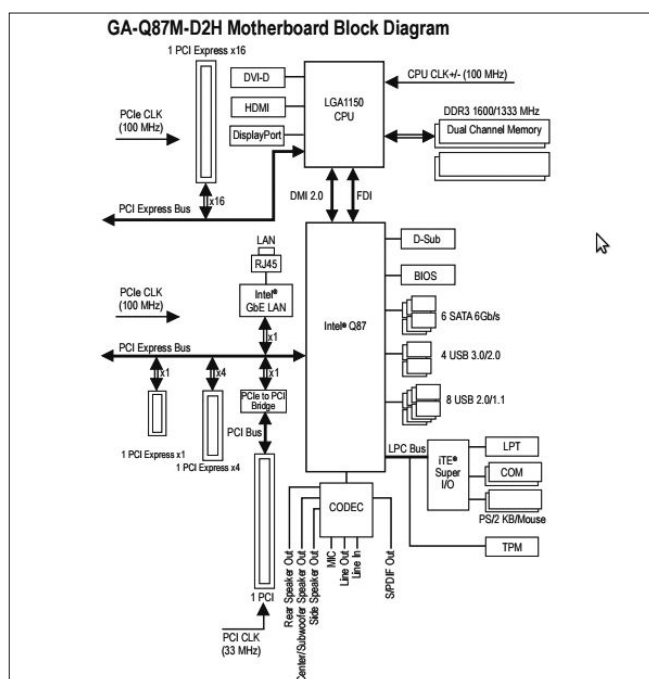 GA-Q87M-D2H Motherboard Block Diagram
1 PCI Express x16
PCIe CLK
(100 MHz)
DVI-D
HDMI
DisplayPort
LGA1150
CPU
CPU CLK+/- (100 MHz)
DDR3 1600/1333 MHz
Dual Channel Memory
x16
PCI Express Bus
DMI 2.0
FDI
LAN
RJ45
Intel®
GbE LAN
PCIe CLK
(100 MHz)
x1
PCI Express Bus
Intel® Q87
D-Sub
BIOS
6 SATA 6Gb/s
4 USB 3.0/2.0
8 USB 2.0/1.1
x1
x4
x1
PCIe to PCI
Bridge
PCI Bus
1 PCI Express x1
1 PCI Express x4
LPC Bus
iTE®
Super
I/O
LPT
COM
PS/2 KB/Mouse
TPM
CODEC
Rear Speaker Out
Center/Subwoofer Speaker Out
Side Speaker Out
MIC
Line Out
Line In
S/PDIF Out
1 PCI
PCI CLK
(33 MHz)